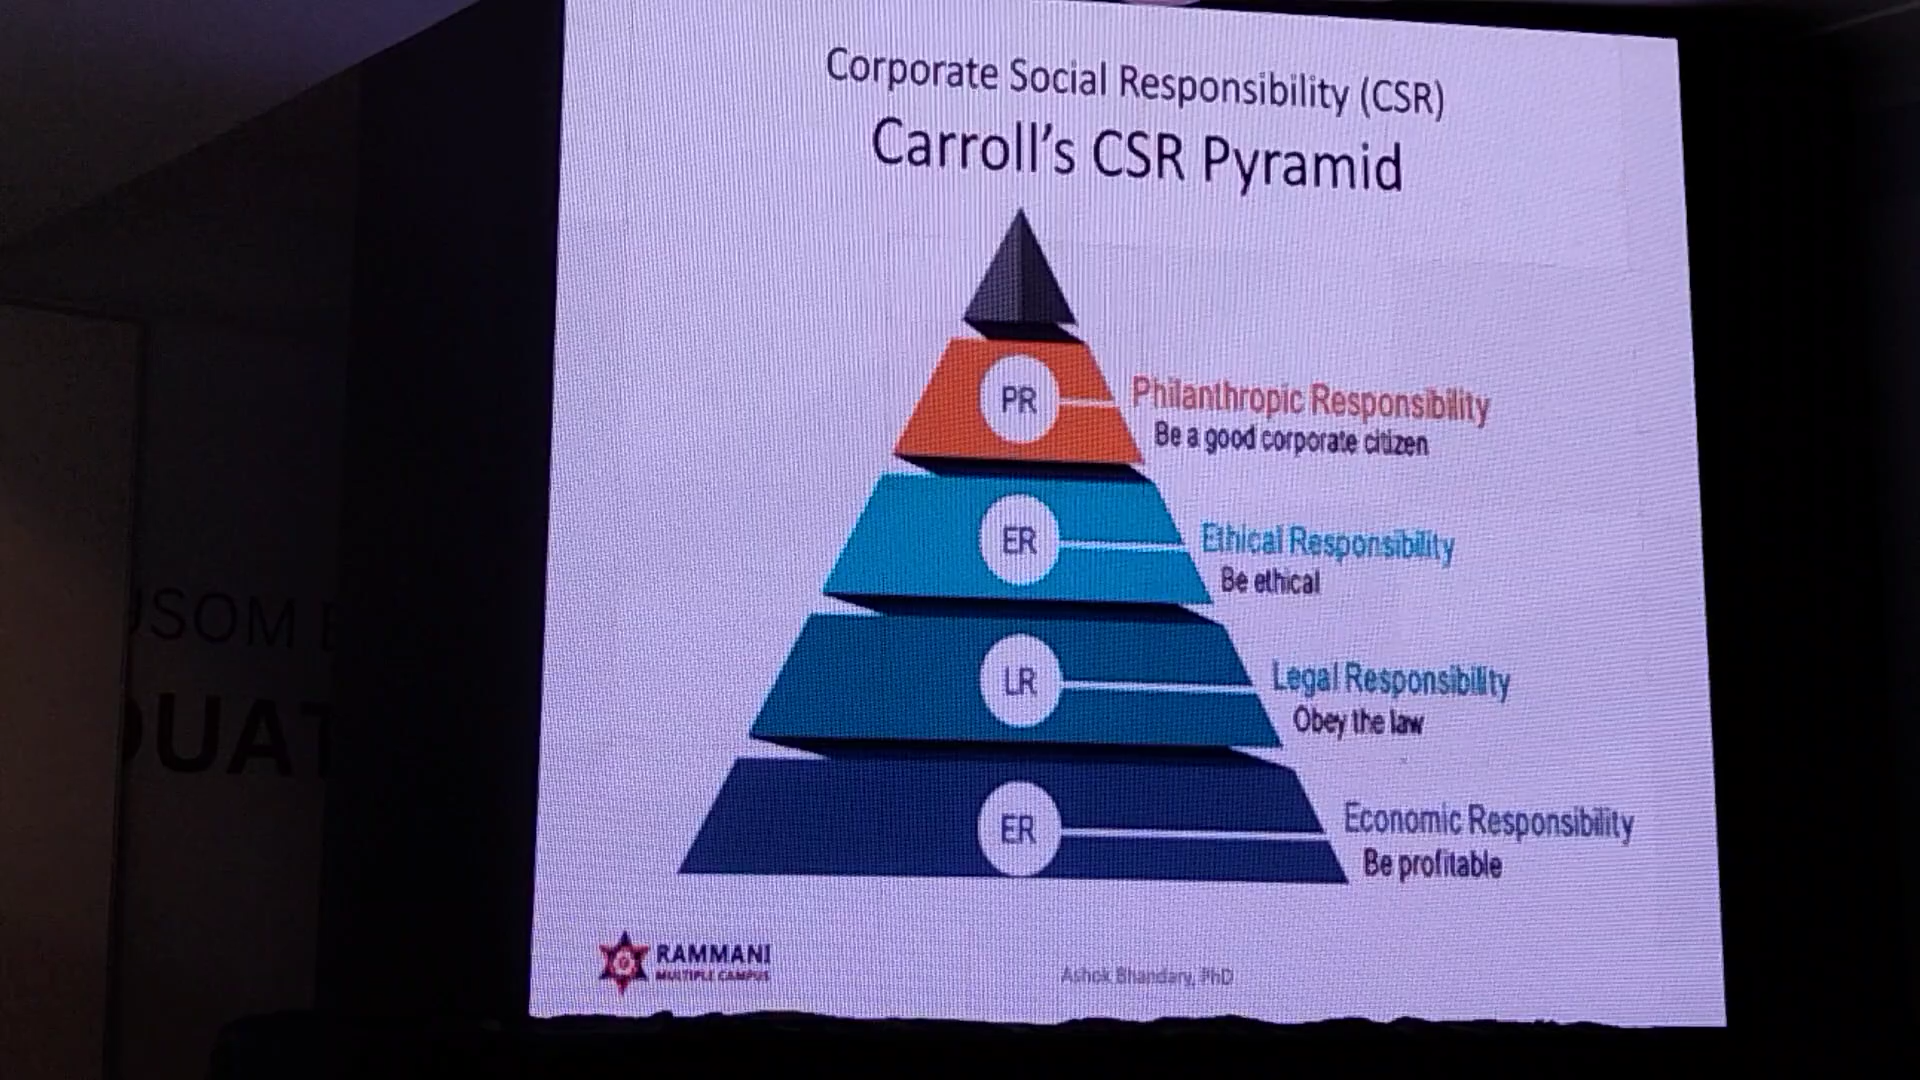 Corporate Social Responsibility (CSR)
Carroll's CSR Pyramid
PR
Philanthropic Responsibility
Be a good corporate citizen
ER
Ethical Responsibility
Be ethical
LR
Legal Responsibility
Obey the law
ER
Economic Responsibility
Be profitable
RAMMANI
MULTIPLE CAMPUS
Ashok Bhandary, PhD
USOM